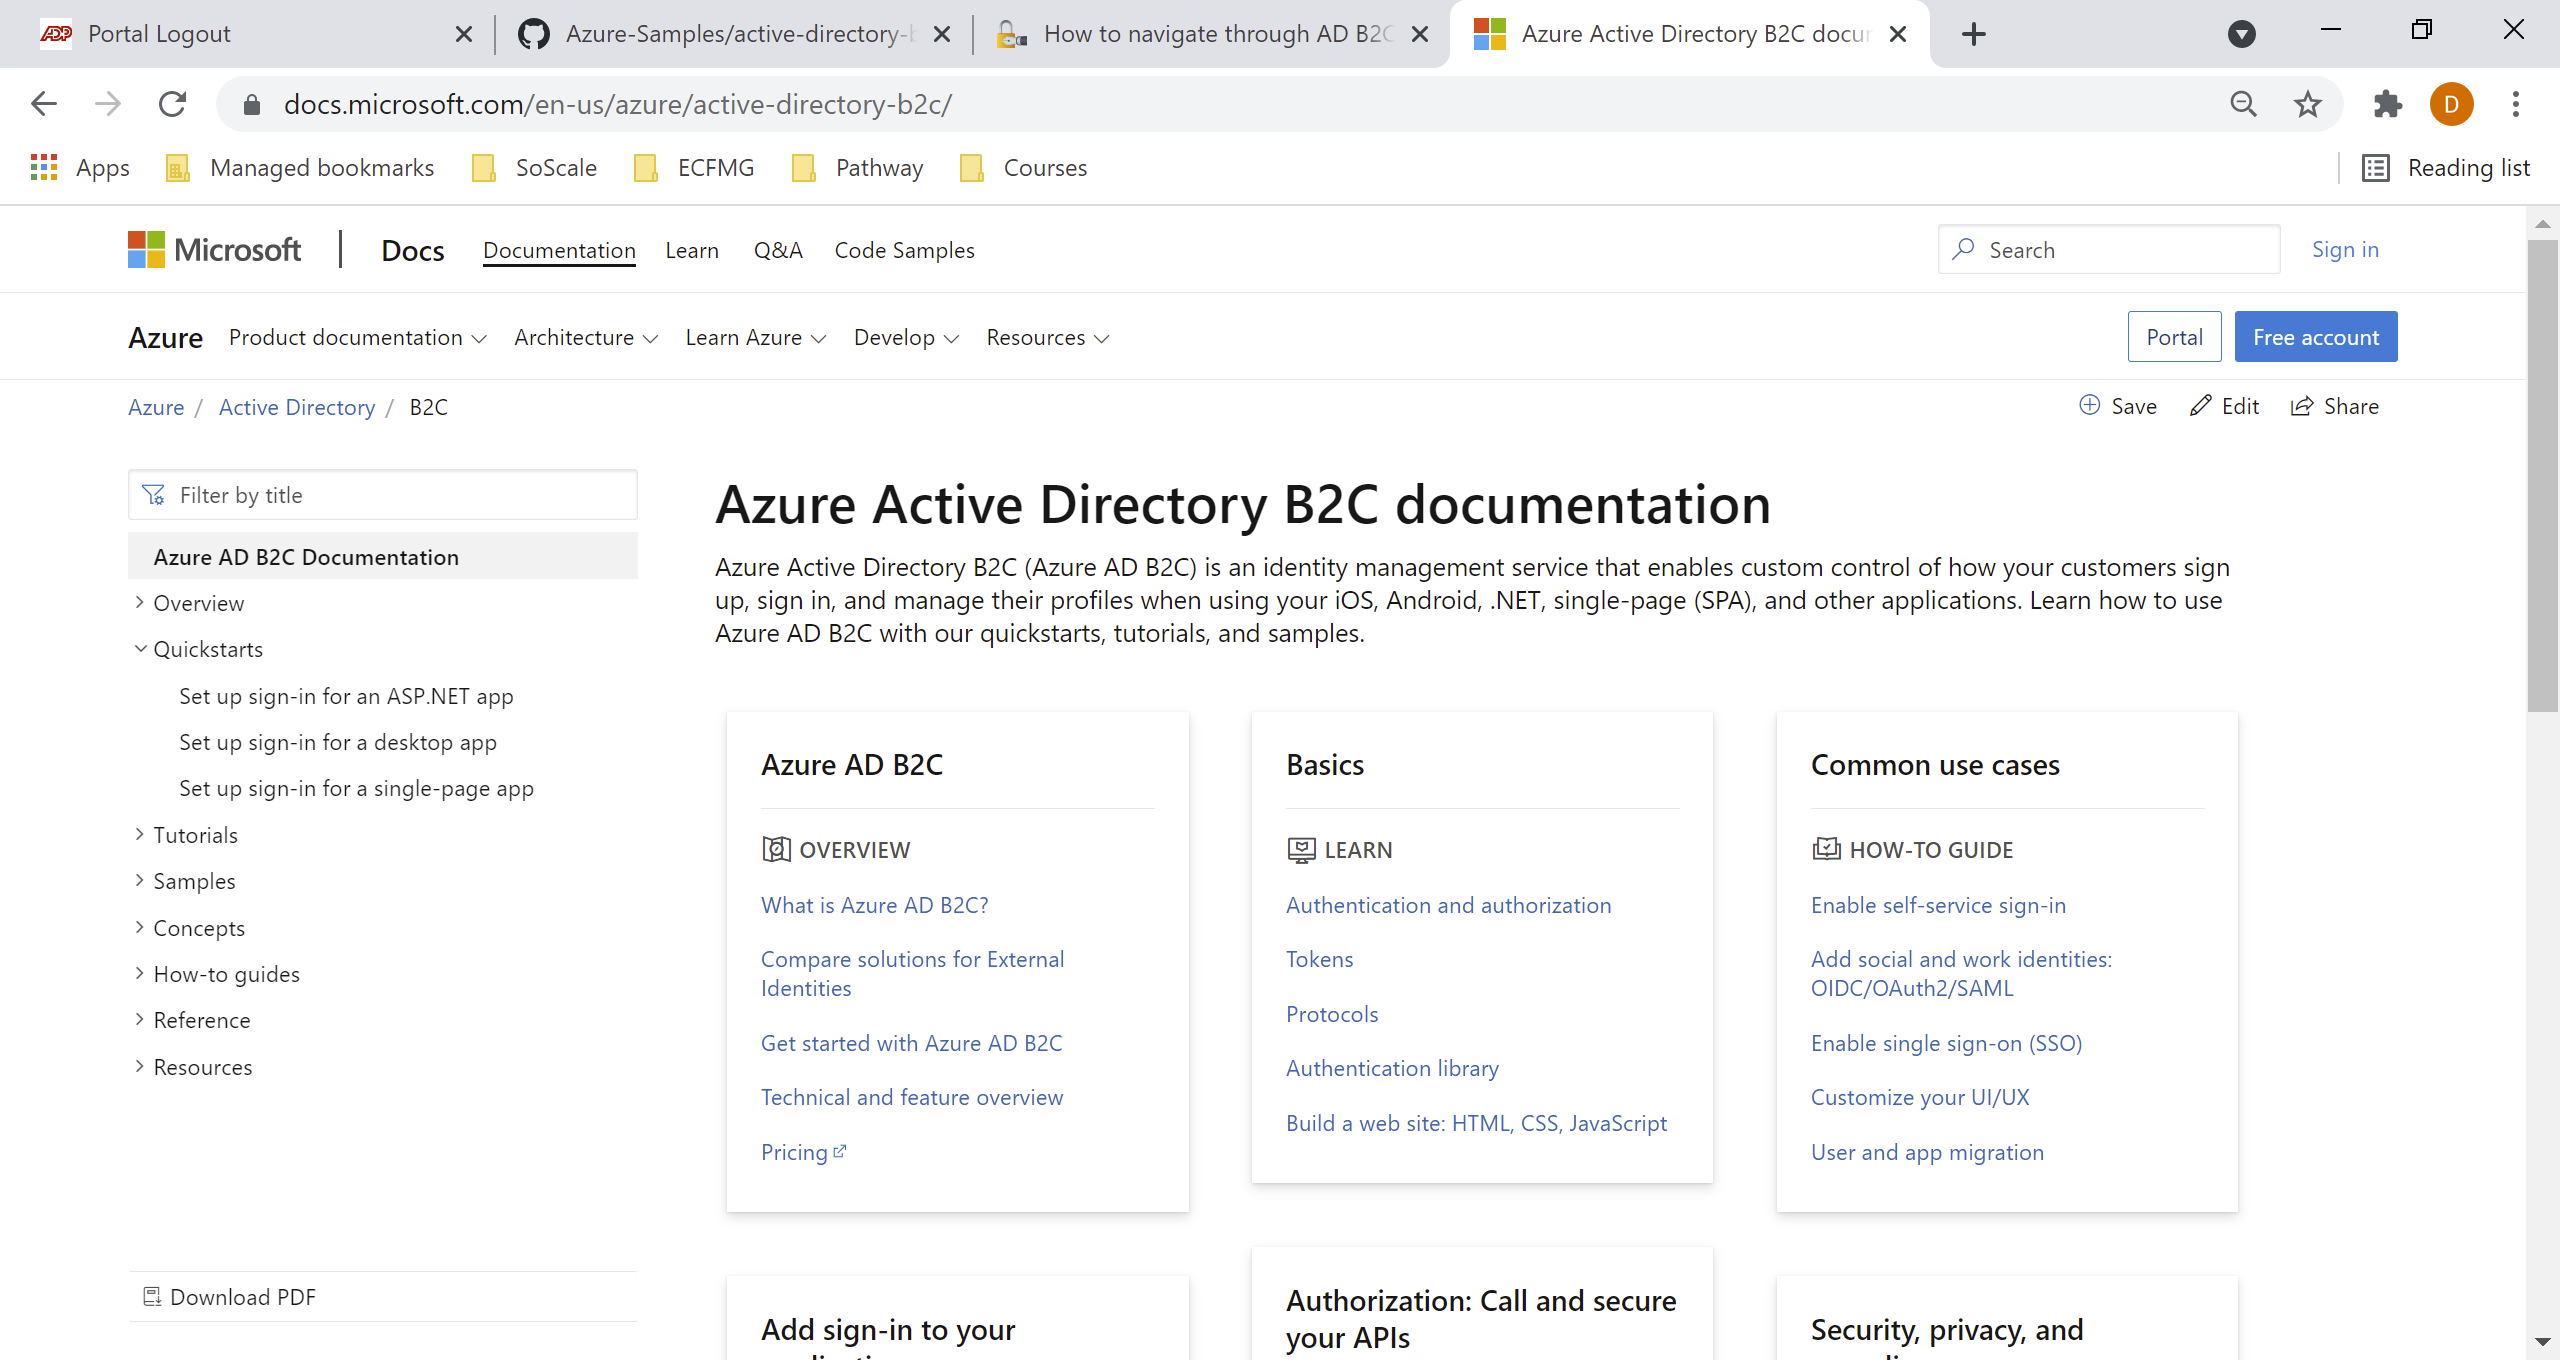 Portal Logout
Azure-Samples/active-directory-b
How to navigate through AD B2C
Azure Active Directory B2C docu
docs.microsoft.com/en-us/azure/active-directory-b2c/
D
Apps
Managed bookmarks
SoScale
ECFMG
Pathway
Courses
Reading list
Microsoft
Docs
Documentation
Learn
Q&A
Code Samples
Search
Sign in
Azure
Product documentation
Architecture
Learn Azure
Develop
Resources
Portal
Free account
Azure / Active Directory / B2C
Save
Edit
Share
Filter by title
Azure AD B2C Documentation
Overview
Quickstarts
Set up sign-in for an ASP.NET app
Set up sign-in for a desktop app
Set up sign-in for a single-page app
Tutorials
Samples
Concepts
How-to guides
Reference
Resources
Download PDF
Azure Active Directory B2C documentation
Azure Active Directory B2C (Azure AD B2C) is an identity management service that enables custom control of how your customers sign
up, sign in, and manage their profiles when using your iOS, Android, .NET, single-page (SPA), and other applications. Learn how to use
Azure AD B2C with our quickstarts, tutorials, and samples.
Azure AD B2C
OVERVIEW
What is Azure AD B2C?
Compare solutions for External
Identities
Get started with Azure AD B2C
Technical and feature overview
Pricing
Basics
LEARN
Authentication and authorization
Tokens
Protocols
Authentication library
Build a web site: HTML, CSS, JavaScript
Common use cases
HOW-TO GUIDE
Enable self-service sign-in
Add social and work identities:
OIDC/OAuth2/SAML
Enable single sign-on (SSO)
Customize your UI/UX
User and app migration
Add sign-in to your
Authorization: Call and secure
your APIs
Security, privacy, and
ADP